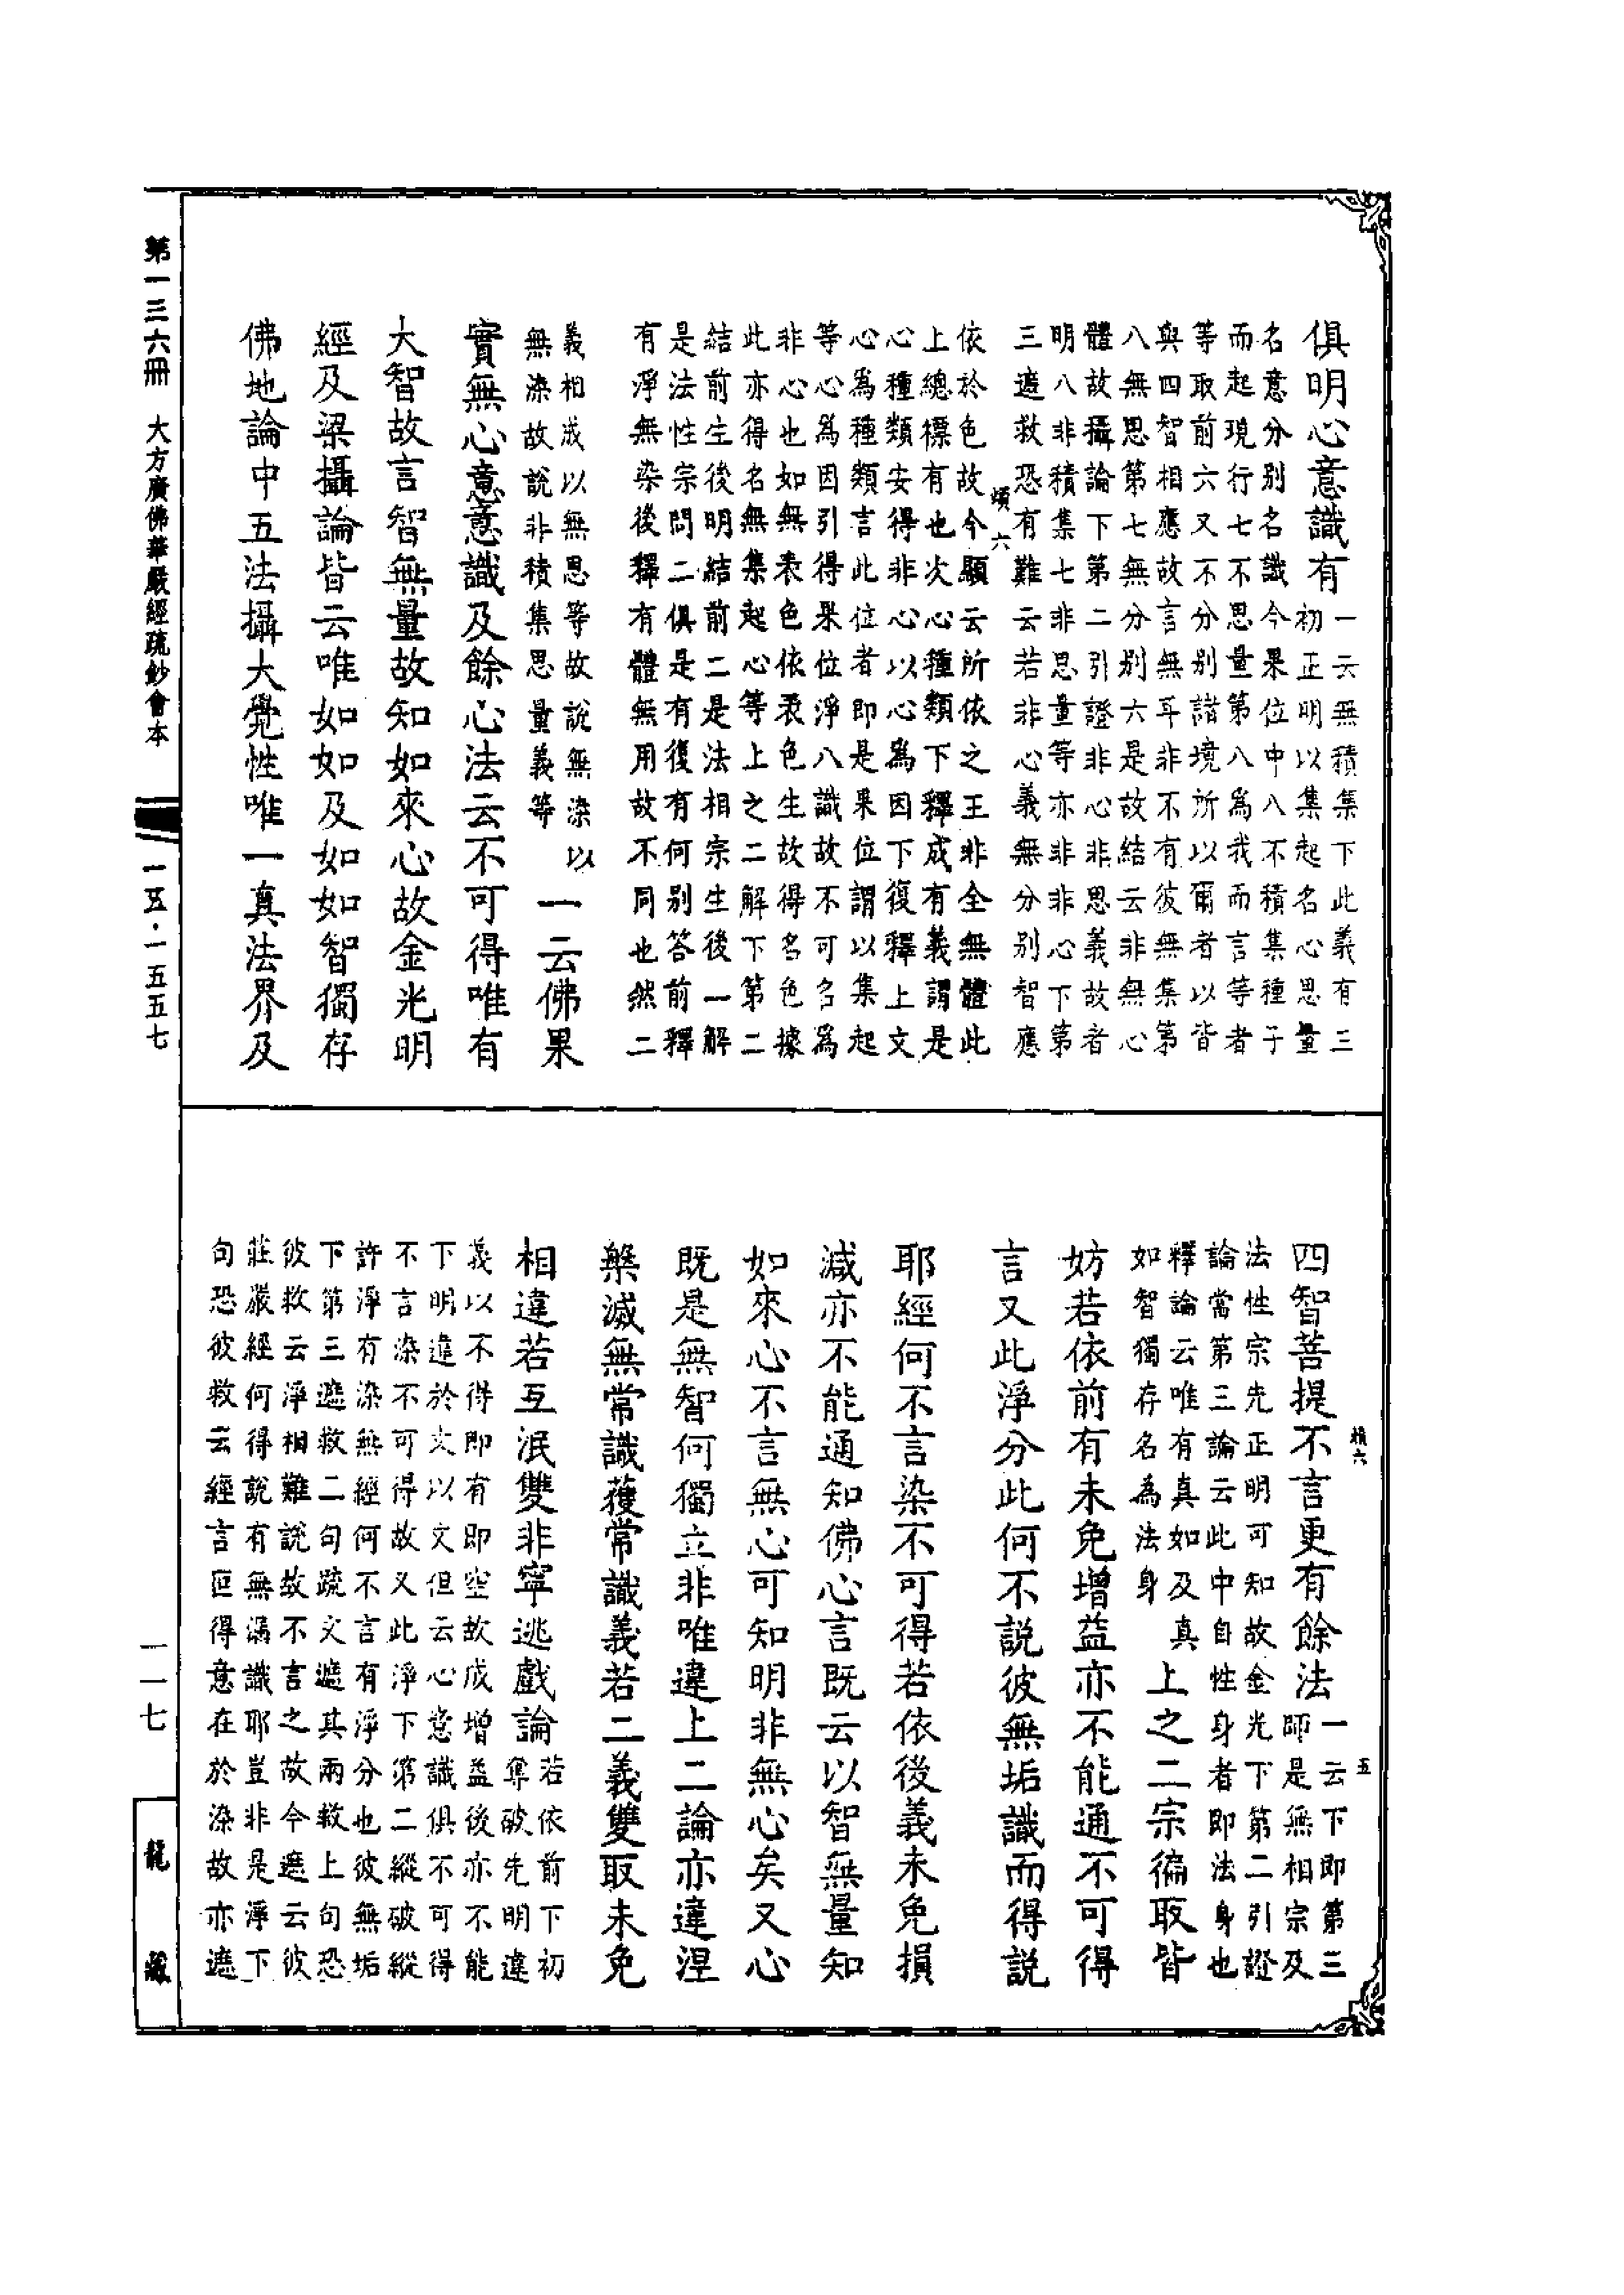 俱明心意識有
一云無積集下此義有三
初正明以集起名心思量
名意分別名識今果位中八不積集種子
而起現行七不思量第八為我而言等者
等取前六又不分別諸境所以爾者以皆
與四智相應故言無耳非不有彼無集第
八無思第七無分別六是故結云非無心
體故攝論下第二引證非心非思義故者
明八非積集七非思量等亦非非心下第
三遮救恐有難云若非心義無分別智應
依於色故今顯云所依之王非全無體此
上總標有也次心種類下釋成有義謂是
心種類安得非心以心為因下復釋上文
心為種類言此位者即是果位謂以集起
等心為因引得果位淨八識故不可名為
非心也如無表色依表色生故得名色據
此亦得名無集起心等上之二解下第二
結前生後明結前二是法相宗生後一解
是法性宗問二俱是有復有何別答前釋
有淨無染後釋有體無用故不同也然二
義相成以無思等故說無染以
無染故說非積集思量義等
一云佛果
實無心意意識及餘心法云不可得唯有
大智故言智無量故知如來心故金光明
經及梁攝論皆云唯如如及如如智獨存
佛地論中五法攝大覺性唯一真法界及
四智菩提不言更有餘法
一云下即第三
師是無相宗及
法性宗先正明可知故金光下第二引證
論當第三論云此中自性身者即法身也
釋論云唯有真如及真
如智獨存名為法身
上之二宗徧取皆
妨若依前有未免增益亦不能通不可得
言又此淨分此何不說彼無垢識而得說
耶經何不言染不可得若依後義未免損
減亦不能通知佛心言既云以智無量知
如來心不言無心可知明非無心矣又心
既是無智何獨立非唯違上二論亦違涅
槃滅無常識獲常識義若二義雙取未免
相違若互泯雙非寧逃戲論
若依前下初
奪破先明違
義以不得即有即空故成增益後亦不能
下明違於文以文但云心意識俱不可得
不言染不可得故又此淨下第二縱破縱
許淨有染無經何不言有淨分也彼無垢
下第三遮救二句疏文遮其兩救上句恐
彼救云淨相難說故不言之故今遮云彼
莊嚴經何得說有無漏識耶豈非是淨下
句恐彼救云經言叵得意在於染故亦遮
第一三六冊
大方廣佛華嚴經疏鈔會本
一五·一五五七
一一七
龍藏